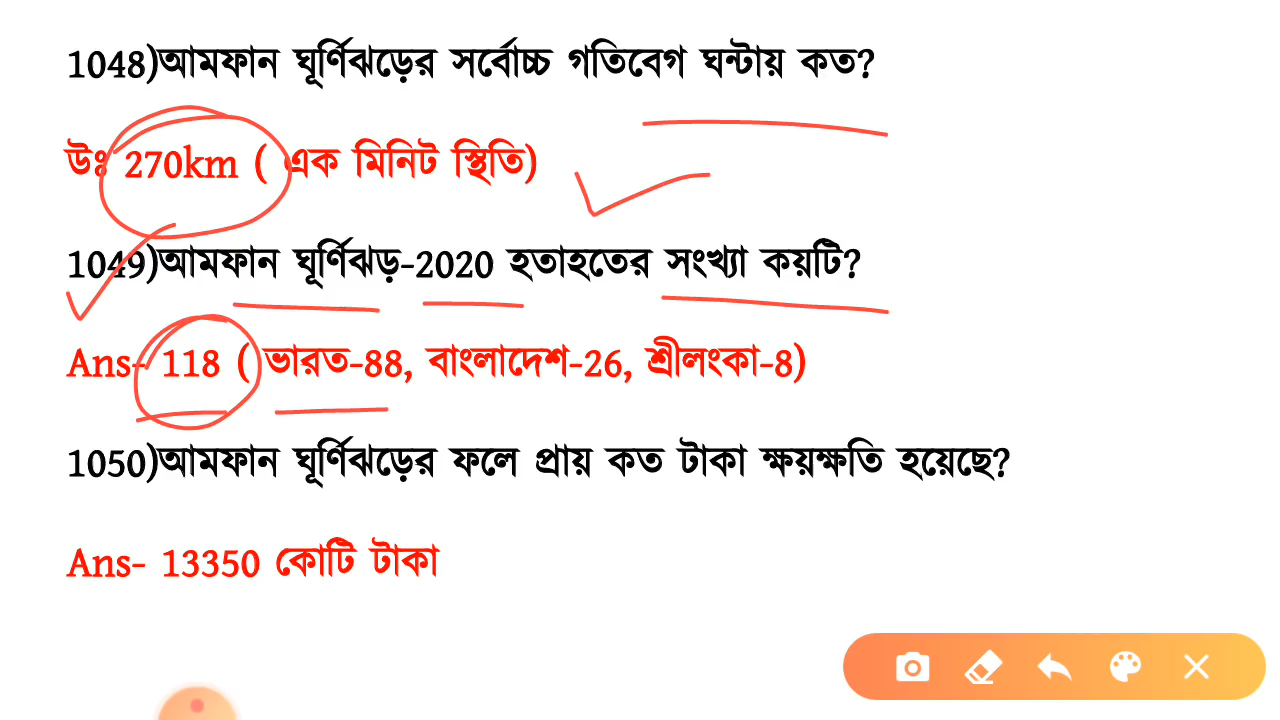 1048)আমফান ঘূর্ণিঝড়ের সর্বোচ্চ গতিবেগ ঘন্টায় কত?
উঃ 270km ( এক মিনিট স্থিতি)
1049)আমফান ঘূর্ণিঝড়-2020 হতাহতের সংখ্যা কয়টি?
Ans- 118 ( ভারত-88, বাংলাদেশ-26, শ্রীলংকা-8)
1050)আমফান ঘূর্ণিঝড়ের ফলে প্রায় কত টাকা ক্ষয়ক্ষতি হয়েছে?
Ans- 13350 কোটি টাকা